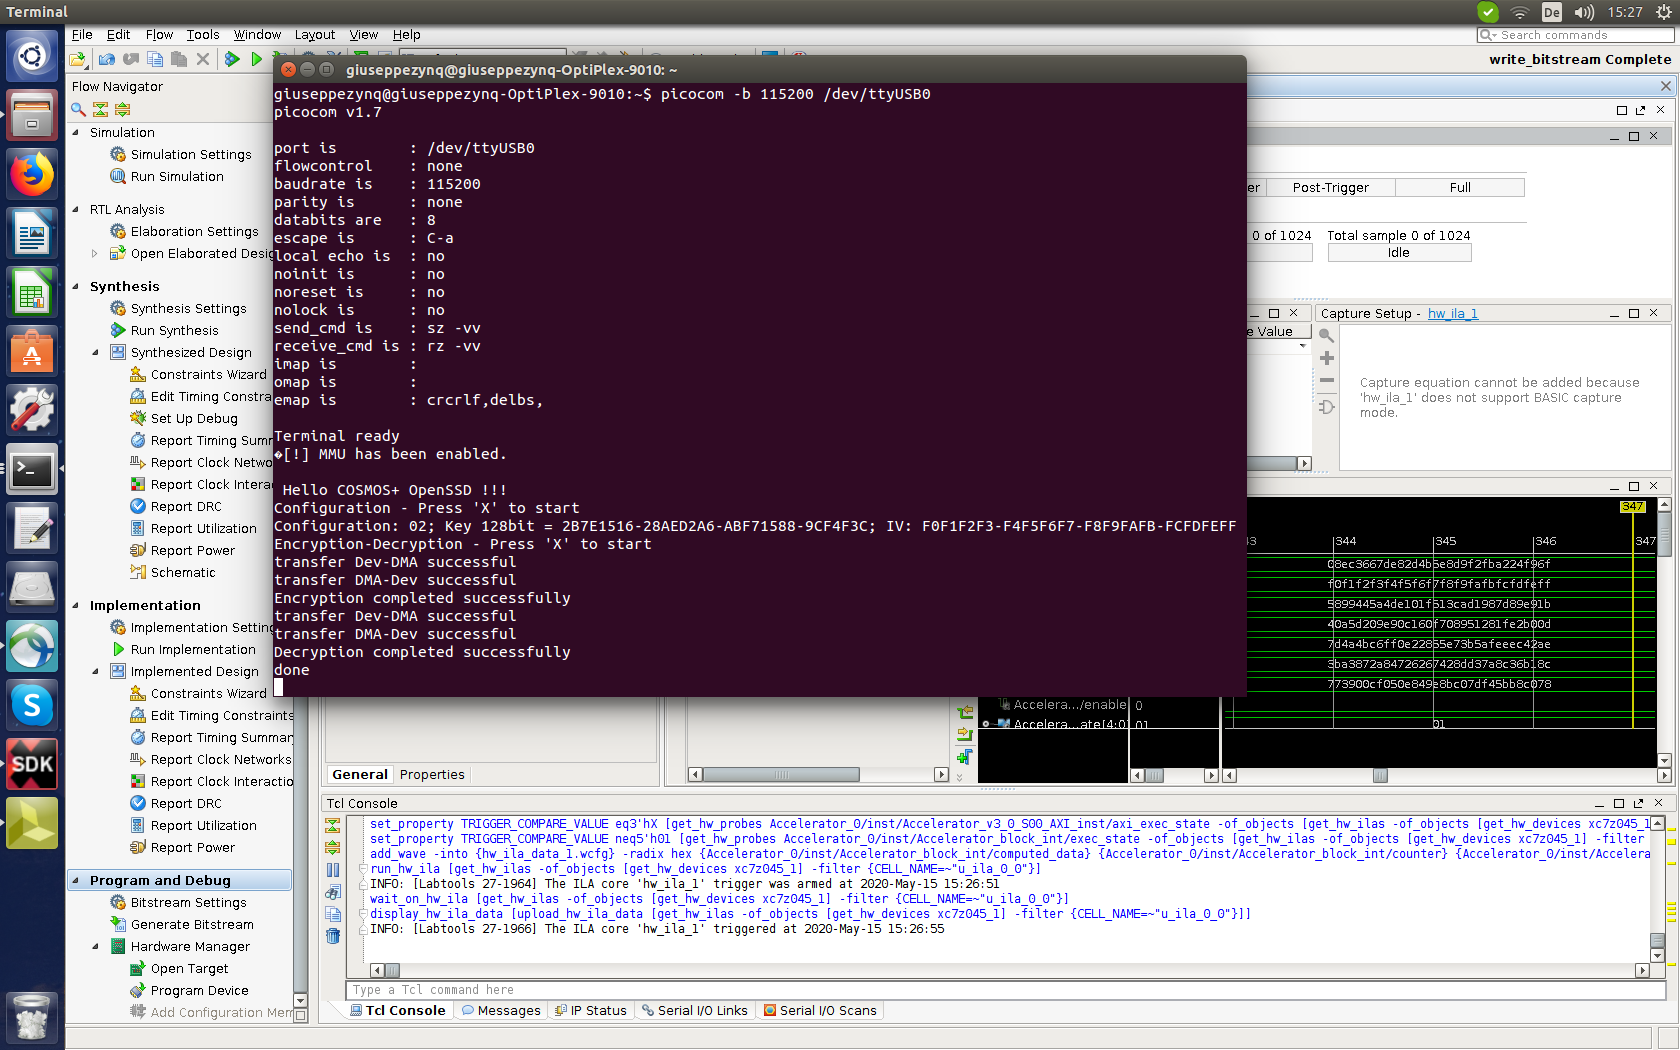 Terminal
De
15:27
File Edit Flow Tools Window Layout View Help
Search commands
write_bitstream Complete
Flow Navigator
Simulation
Simulation Settings
Run Simulation
RTL Analysis
Elaboration Settings
Open Elaborated Desig
Synthesis
Synthesis Settings
Run Synthesis
Synthesized Design
Constraints Wizard
Edit Timing Constra
Set Up Debug
Report Timing Summ
Report Clock Netwo
Report Clock Interac
Report DRC
Report Utilization
Report Power
Schematic
Implementation
Implementation Setting
Run Implementation
Implemented Design
Constraints Wizard
Edit Timing Constraints
Report Timing Summar
Report Clock Networks
Report Clock Interactio
Report DRC
Report Utilization
Report Power
Program and Debug
Bitstream Settings
Generate Bitstream
Hardware Manager
Open Target
Program Device
Add Configuration Mem
SDK
giuseppezynq@giuseppezynq-OptiPlex-9010: ~
giuseppezynq@giuseppezynq-OptiPlex-9010:~$ picocom -b 115200 /dev/ttyUSB0
picocom v1.7
port is : /dev/ttyUSB0
flowcontrol : none
baudrate is : 115200
parity is : none
databits are : 8
escape is : C-a
local echo is : no
noinit is : no
noreset is : no
nolock is : no
send_cmd is : sz -vv
receive_cmd is : rz -vv
imap is :
omap is :
emap is : crcrlf,delbs,
Terminal ready
�[!] MMU has been enabled.
Hello COSMOS+ OpenSSD !!!
Configuration - Press 'X' to start
Configuration: 02; Key 128bit = 2B7E1516-28AED2A6-ABF71588-9CF4F3C; IV: F0F1F2F3-F4F5F6F7-F8F9FAFB-FCFDFEFF
Encryption-Decryption - Press 'X' to start
transfer Dev-DMA successful
transfer DMA-Dev successful
Encryption completed successfully
transfer Dev-DMA successful
transfer DMA-Dev successful
Decryption completed successfully
done
er Post-Trigger Full
0 of 1024 Total sample 0 of 1024
Idle
Capture Setup - hw_ila_1
e Value
Capture equation cannot be added because
'hw_ila_1' does not support BASIC capture
mode.
347
344 345 346 347
08ec3667de82d4b5e8d9f2fba224f96f
f0f1f2f3f4f5f6f7f8f9fafbfcfdfeff
5899445a4de101f513cad1987d89e91b
40a5d209e90c160f708951281fe2b00d
7d4a4bc6ff0e22855e73b5afeeec42ae
3ba3872a84726267428dd37a8c36b18c
773900cf050e849e8bc07df45bb8c078
Accelera.../enable 0
Accelera...ate[4:0] 01 01
General Properties
Tcl Console
set_property TRIGGER_COMPARE_VALUE eq3'hX [get_hw_probes Accelerator_0/inst/Accelerator_v3_0_S00_AXI_inst/axi_exec_state -of_objects [get_hw_ilas -of_objects [get_hw_devices xc7z045_1
set_property TRIGGER_COMPARE_VALUE neq5'h01 [get_hw_probes Accelerator_0/inst/Accelerator_block_int/exec_state -of_objects [get_hw_ilas -of_objects [get_hw_devices xc7z045_1] -filter
add_wave -into {hw_ila_data_1.wcfg} -radix hex {Accelerator_0/inst/Accelerator_block_int/computed_data} {Accelerator_0/inst/Accelerator_block_int/counter} {Accelerator_0/inst/Accelera
run_hw_ila [get_hw_ilas -of_objects [get_hw_devices xc7z045_1] -filter {CELL_NAME=~"u_ila_0_0"}]
INFO: [Labtools 27-1964] The ILA core 'hw_ila_1' trigger was armed at 2020-May-15 15:26:51
wait_on_hw_ila [get_hw_ilas -of_objects [get_hw_devices xc7z045_1] -filter {CELL_NAME=~"u_ila_0_0"}]
display_hw_ila_data [upload_hw_ila_data [get_hw_ilas -of_objects [get_hw_devices xc7z045_1] -filter {CELL_NAME=~"u_ila_0_0"}]]
INFO: [Labtools 27-1966] The ILA core 'hw_ila_1' triggered at 2020-May-15 15:26:55
Type a Tcl command here
Tcl Console Messages IP Status Serial I/O Links Serial I/O Scans